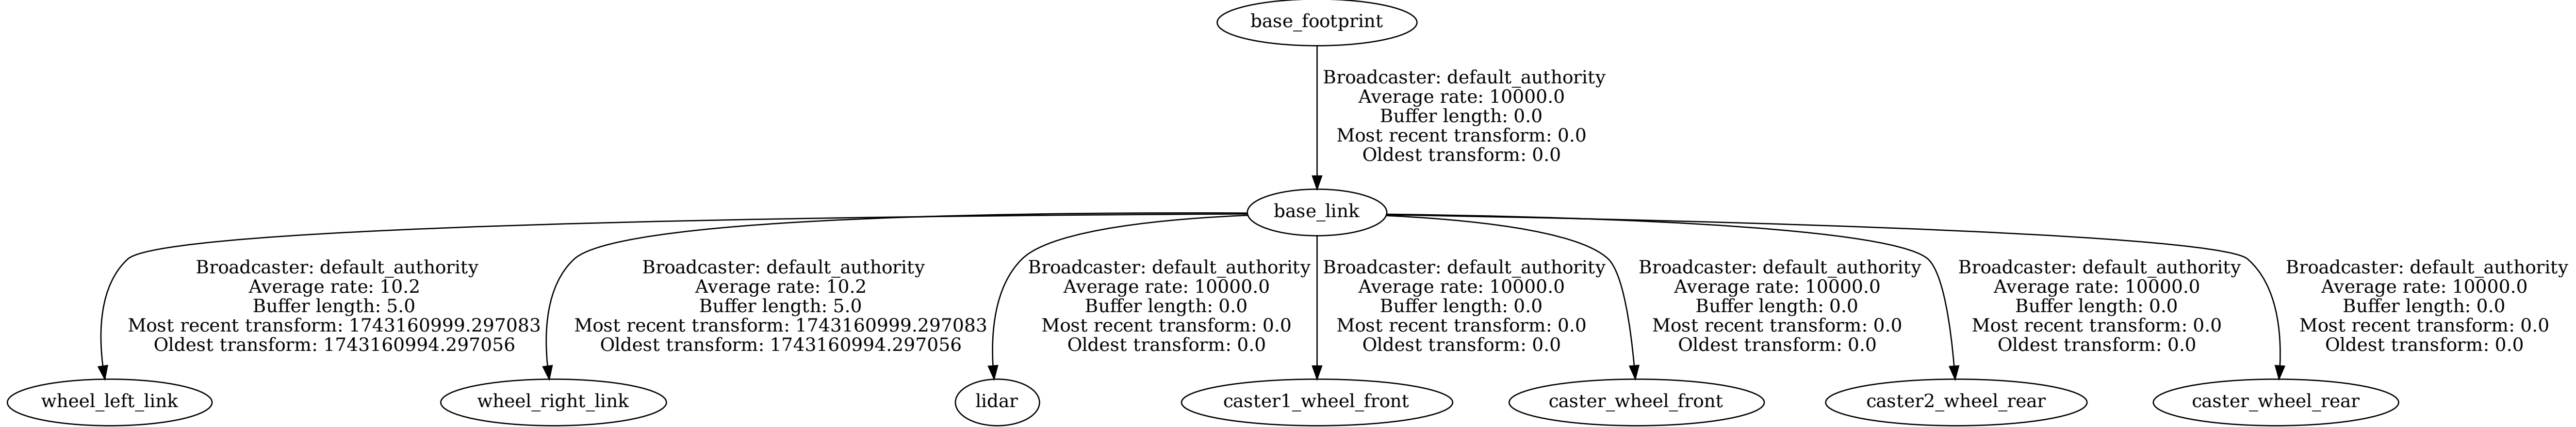 base_footprint
Broadcaster: default_authority
Average rate: 10000.0
Buffer length: 0.0
Most recent transform: 0.0
Oldest transform: 0.0
base_link
Broadcaster: default_authority
Average rate: 10.2
Buffer length: 5.0
Most recent transform: 1743160999.297083
Oldest transform: 1743160994.297056
Broadcaster: default_authority
Average rate: 10.2
Buffer length: 5.0
Most recent transform: 1743160999.297083
Oldest transform: 1743160994.297056
Broadcaster: default_authority
Average rate: 10000.0
Buffer length: 0.0
Most recent transform: 0.0
Oldest transform: 0.0
Broadcaster: default_authority
Average rate: 10000.0
Buffer length: 0.0
Most recent transform: 0.0
Oldest transform: 0.0
Broadcaster: default_authority
Average rate: 10000.0
Buffer length: 0.0
Most recent transform: 0.0
Oldest transform: 0.0
Broadcaster: default_authority
Average rate: 10000.0
Buffer length: 0.0
Most recent transform: 0.0
Oldest transform: 0.0
Broadcaster: default_authority
Average rate: 10000.0
Buffer length: 0.0
Most recent transform: 0.0
Oldest transform: 0.0
wheel_left_link
wheel_right_link
lidar
caster1_wheel_front
caster_wheel_front
caster2_wheel_rear
caster_wheel_rear